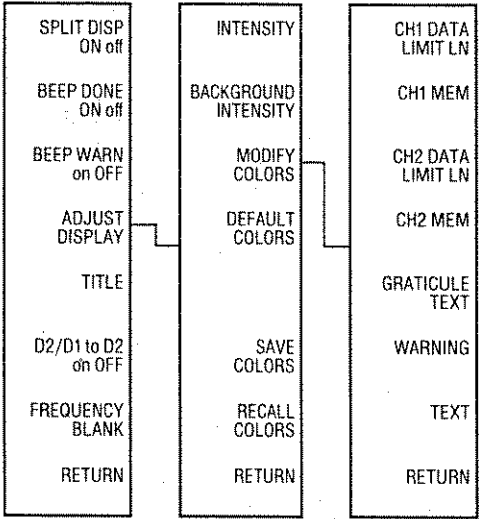 SPLIT DISP
ON off
BEEP DONE
ON off
BEEP WARN
on OFF
ADJUST
DISPLAY
TITLE
D2/D1 to D2
on OFF
FREQUENCY
BLANK
RETURN
INTENSITY
BACKGROUND
INTENSITY
MODIFY
COLORS
DEFAULT
COLORS
SAVE
COLORS
RECALL
COLORS
RETURN
CH1 DATA
LIMIT LN
CH1 MEM
CH2 DATA
LIMIT LN
CH2 MEM
GRATICULE
TEXT
WARNING
TEXT
RETURN